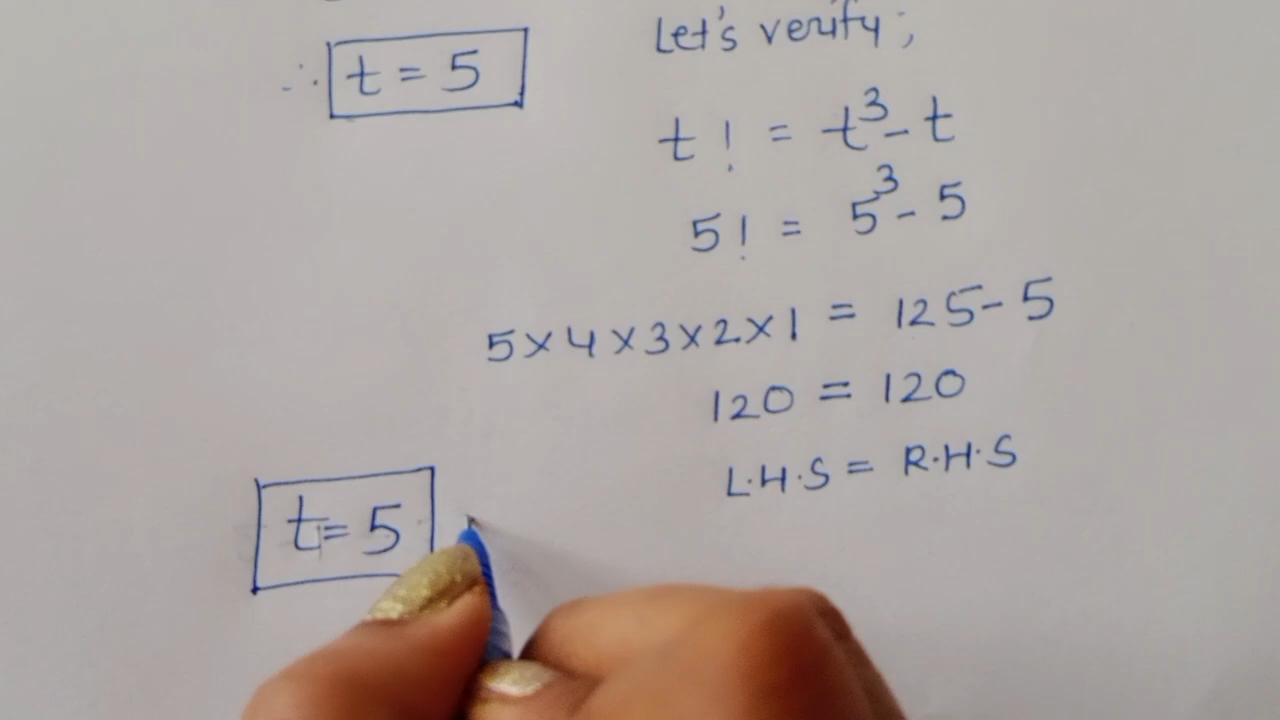 ∴ t = 5
Let's verify;
t! = t³ - t
5! = 5³ - 5
5×4×3×2×1 = 125 - 5
120 = 120
L.H.S = R.H.S
t = 5